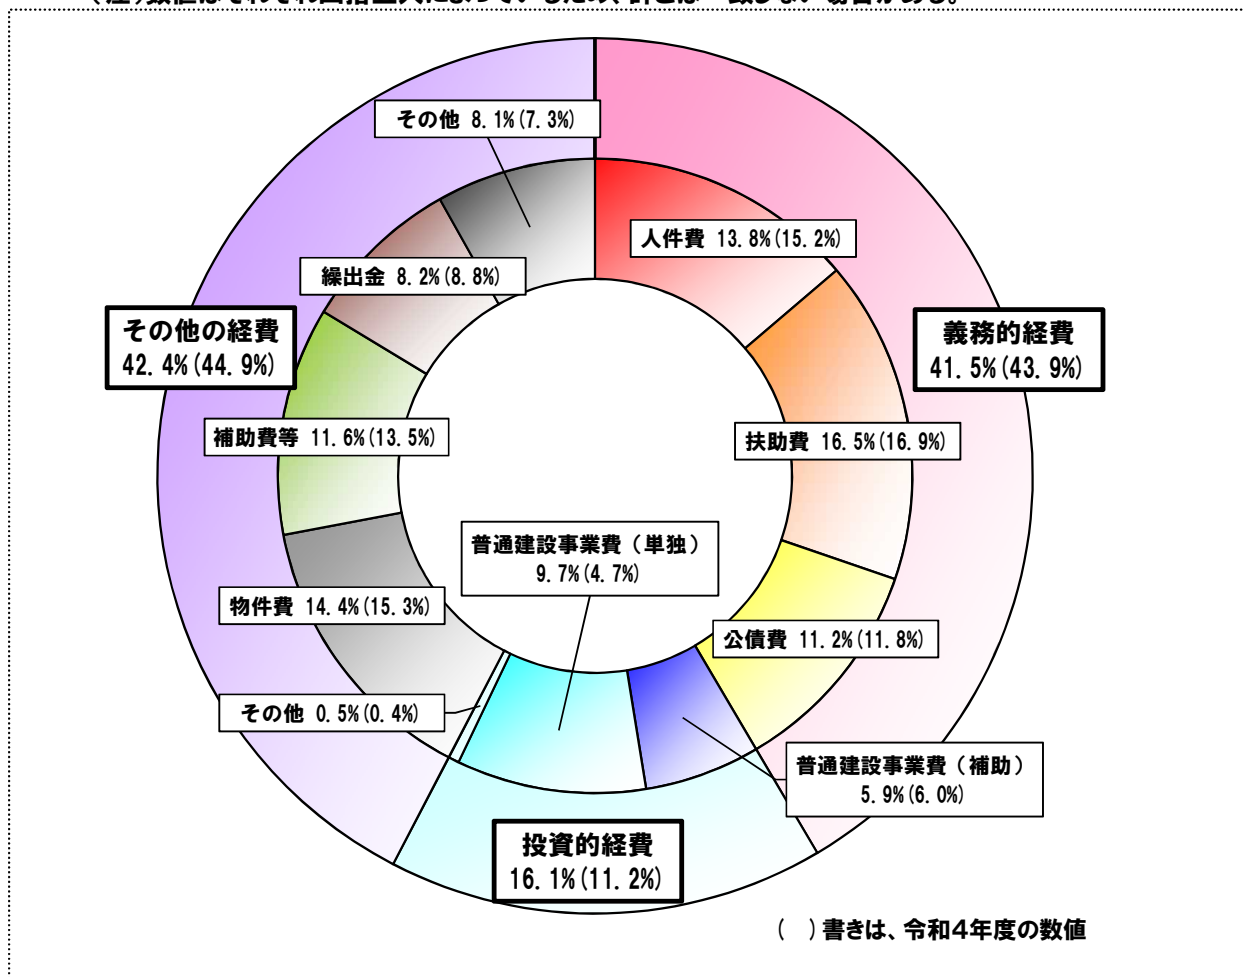 その他 8.1%(7.3%)
人件費 13.8%(15.2%)
繰出金 8.2%(8.8%)
その他の経費
42.4%(44.9%)
義務的経費
41.5%(43.9%)
補助費等 11.6%(13.5%)
扶助費 16.5%(16.9%)
普通建設事業費(単独)
9.7%(4.7%)
物件費 14.4%(15.3%)
公債費 11.2%(11.8%)
その他 0.5%(0.4%)
普通建設事業費(補助)
5.9%(6.0%)
投資的経費
16.1%(11.2%)
( )書きは、令和4年度の数値